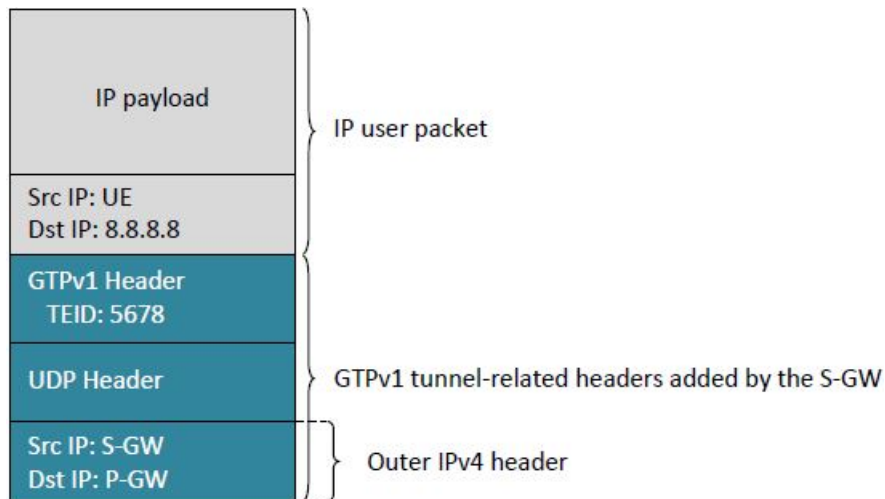 IP payload
IP user packet
Src IP: UE
Dst IP: 8.8.8.8
GTPv1 Header
TEID: 5678
UDP Header
GTPv1 tunnel-related headers added by the S-GW
Src IP: S-GW
Dst IP: P-GW
Outer IPv4 header